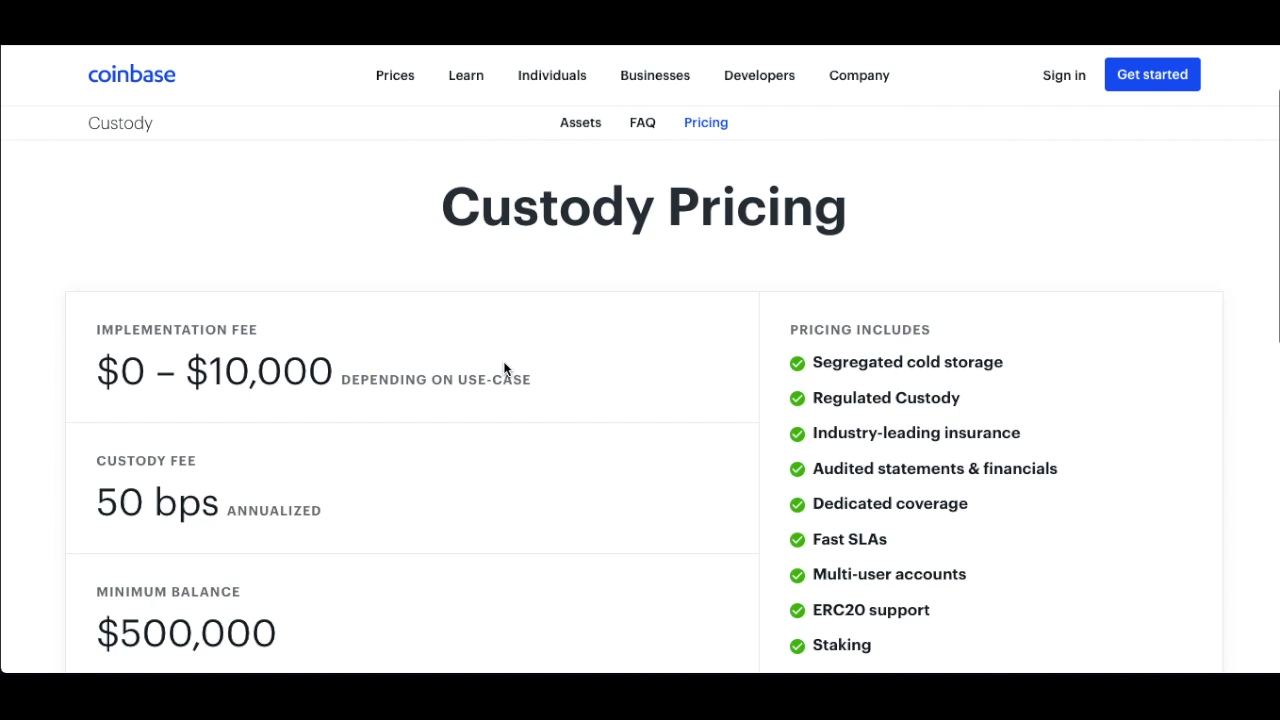 coinbase
Prices Learn Individuals Businesses Developers Company
Sign in Get started
Custody
Assets FAQ Pricing
Custody Pricing
IMPLEMENTATION FEE
$0 – $10,000 DEPENDING ON USE-CASE
CUSTODY FEE
50 bps ANNUALIZED
MINIMUM BALANCE
$500,000
PRICING INCLUDES
Segregated cold storage
Regulated Custody
Industry-leading insurance
Audited statements & financials
Dedicated coverage
Fast SLAs
Multi-user accounts
ERC20 support
Staking